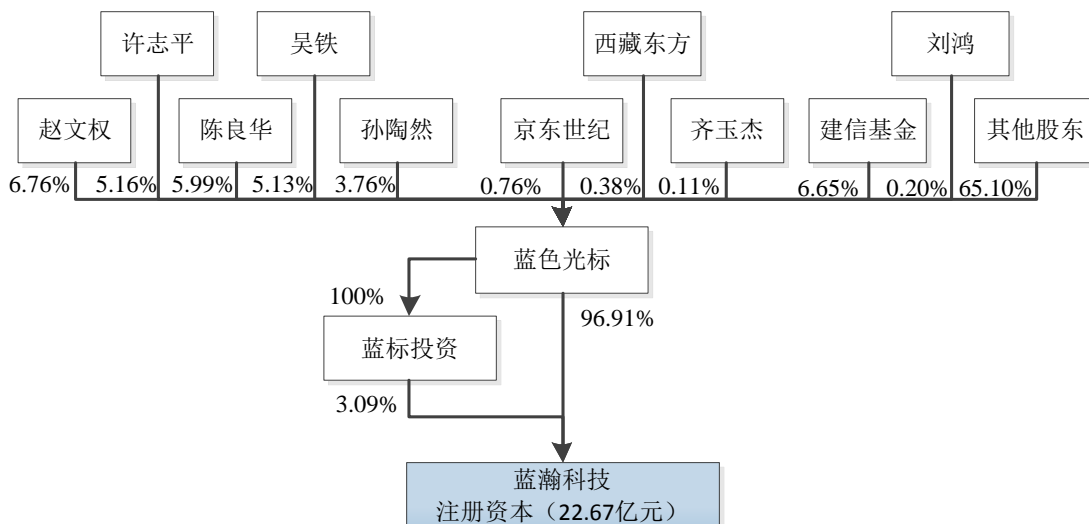 许志平
吴铁
西藏东方
刘鸿
赵文权
陈良华
孙陶然
京东世纪
齐玉杰
建信基金
其他股东
6.76%
5.16%
5.99%
5.13%
3.76%
0.76%
0.38%
0.11%
6.65%
0.20%
65.10%
蓝色光标
100%
96.91%
蓝标投资
3.09%
蓝瀚科技
注册资本（22.67亿元）